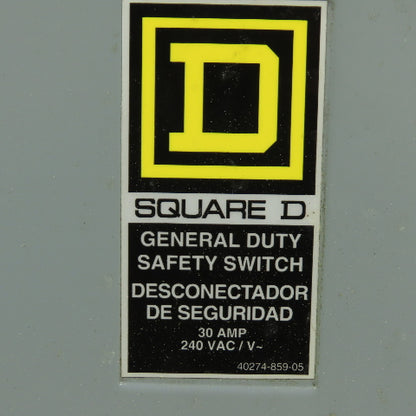 D
SQUARE D
GENERAL DUTY
SAFETY SWITCH
DESCONECTADOR
DE SEGURIDAD
30 AMP
240 VAC / V~
40274-859-05